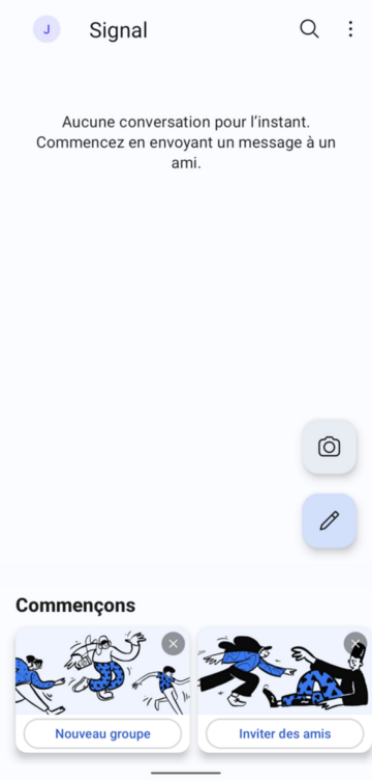 J
Signal
Aucune conversation pour l’instant.
Commencez en envoyant un message à un
ami.
Commençons
Nouveau groupe
Inviter des amis